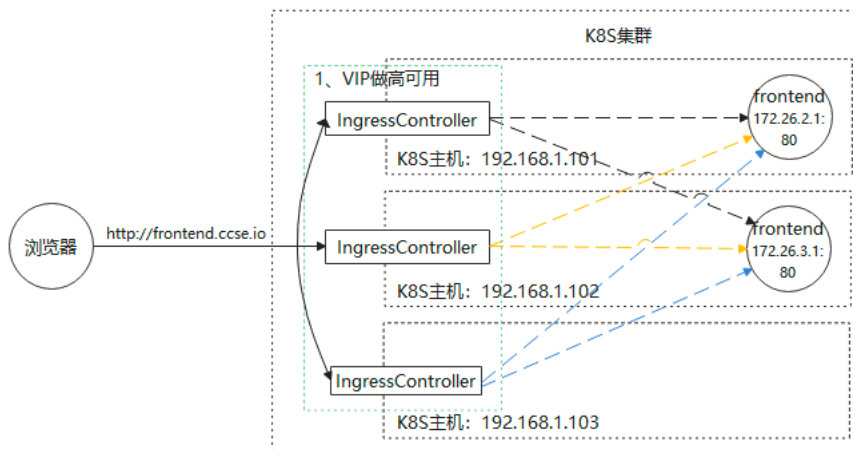 K8S集群
1、VIP做高可用
IngressController
K8S主机：192.168.1.101
frontend
172.26.2.1:
80
浏览器
http://frontend.ccse.io
IngressController
K8S主机：192.168.1.102
frontend
172.26.3.1:
80
IngressController
K8S主机：192.168.1.103